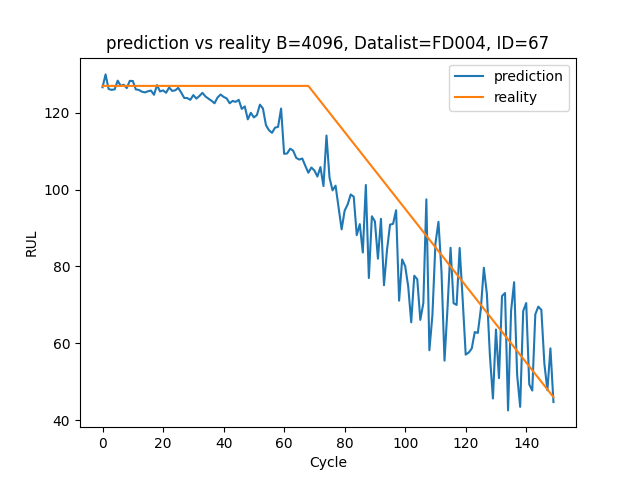 prediction vs reality B=4096, Datalist=FD004, ID=67
prediction
reality
120
100
80
60
40
RUL
0 20 40 60 80 100 120 140
Cycle